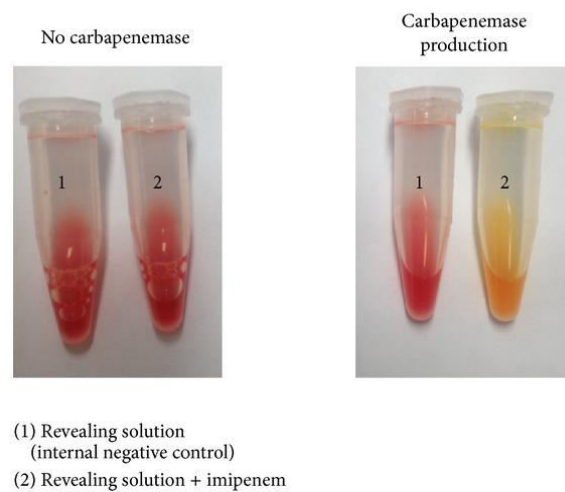 No carbapenemase
Carbapenemase
production
1
2
1
2
(1) Revealing solution
(internal negative control)
(2) Revealing solution + imipenem